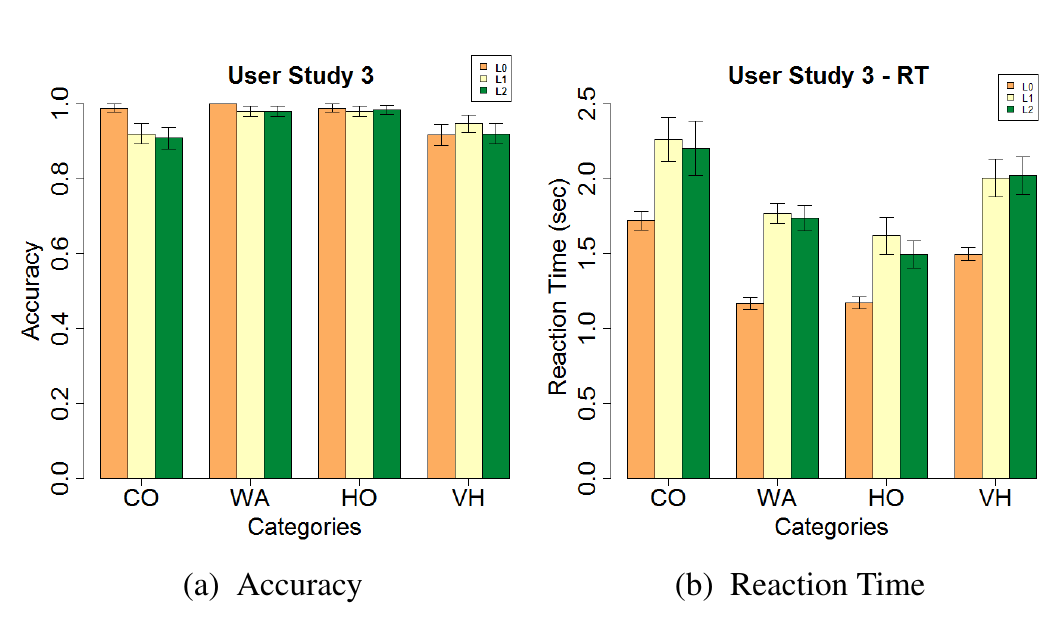 User Study 3
L0
L1
L2
Accuracy
0.0 0.2 0.4 0.6 0.8 1.0
CO WA HO VH
Categories
(a) Accuracy
User Study 3 - RT
L0
L1
L2
Reaction Time (sec)
0.0 0.5 1.0 1.5 2.0 2.5
CO WA HO VH
Categories
(b) Reaction Time